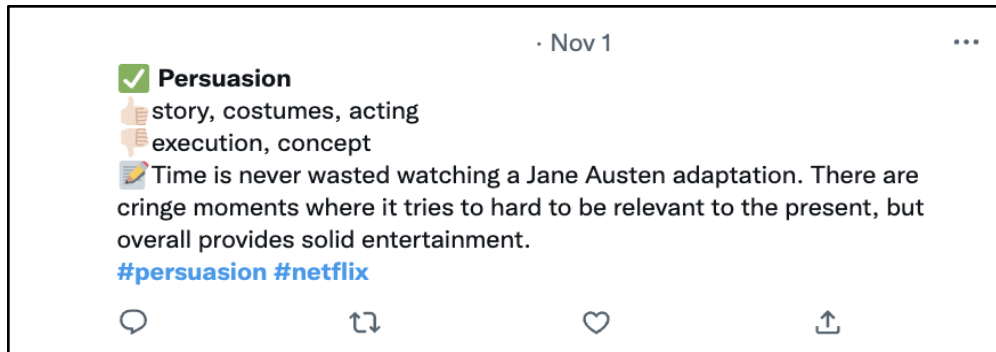 · Nov 1
✅ Persuasion
👍🏻story, costumes, acting
👎🏻execution, concept
📝Time is never wasted watching a Jane Austen adaptation. There are
cringe moments where it tries to hard to be relevant to the present, but
overall provides solid entertainment.
#persuasion #netflix